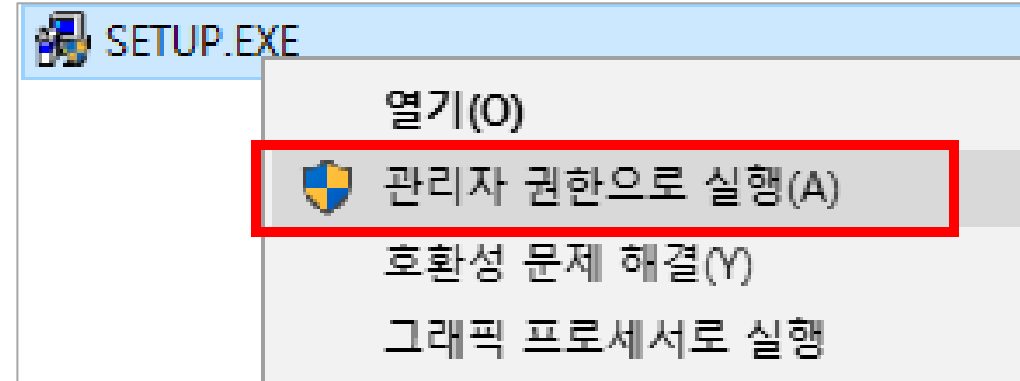 SETUP.EXE
열기(O)
관리자 권한으로 실행(A)
호환성 문제 해결(Y)
그래픽 프로세서로 실행